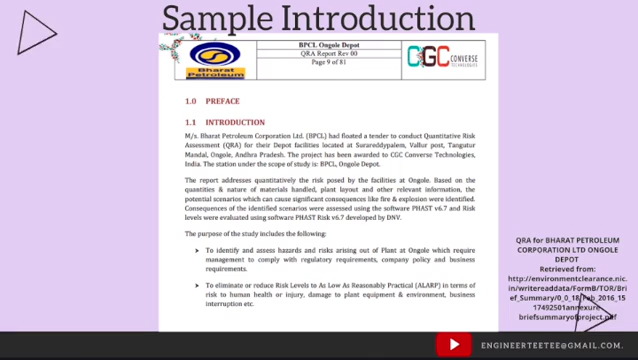 Sample Introduction
Bharat
Petroleum
BPCL Ongole Depot
QRA Report Rev 00
Page 9 of 81
CGC CONVERSE
TECHNOLOGIES
1.0 PREFACE
1.1 INTRODUCTION
M/s. Bharat Petroleum Corporation Ltd. (BPCL) had floated a tender to conduct Quantitative Risk
Assessment (QRA) for their Depot facilities located at Surareddypalem, Vallur post, Tangutur
Mandal, Ongole, Andhra Pradesh. The project has been awarded to CGC Converse Technologies,
India. The station under the scope of study is: BPCL, Ongole Depot.
The report addresses quantitatively the risk posed by the facilities at Ongole. Based on the
quantities & nature of materials handled, plant layout and other relevant information, the
potential scenarios which can cause significant consequences like fire & explosion were identified.
Consequences of the identified scenarios were assessed using the software PHAST v6.7 and Risk
levels were evaluated using software PHAST Risk v6.7 developed by DNV.
The purpose of the study includes the following:
➤ To identify and assess hazards and risks arising out of Plant at Ongole which require
management to comply with regulatory requirements, company policy and business
requirements.
➤ To eliminate or reduce Risk Levels to As Low As Reasonably Practical (ALARP) in terms of
risk to human health or injury, damage to plant equipment & environment, business
interruption etc.
QRA for BHARAT PETROLEUM
CORPORATION LTD ONGOLE
DEPOT
Retrieved from:
http://environmentclearance.nic.
in/writereaddata/FormB/TOR/Bri
ef_Summary/0_0_18_Feb_2016_15
17492501annexure_
briefsummaryofproject.pdf
ENGINEERTEETEE@GMAIL.COM.